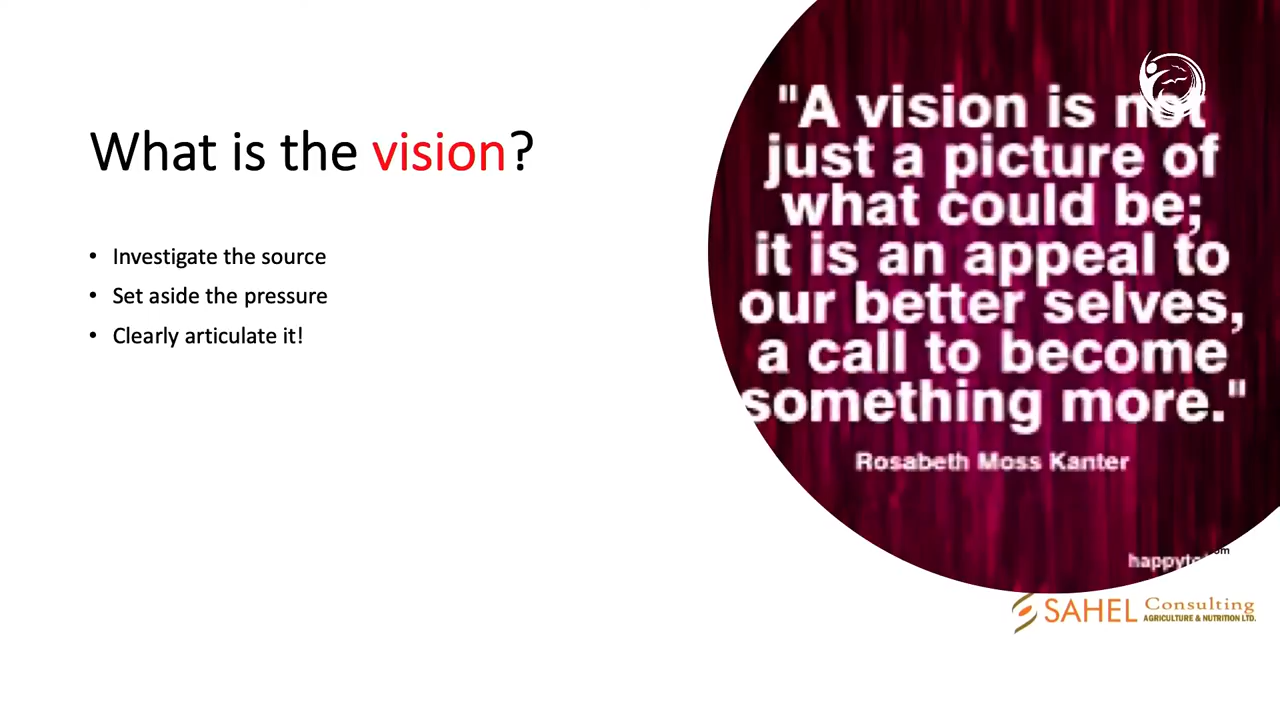 What is the vision?
• Investigate the source
• Set aside the pressure
• Clearly articulate it!
"A vision is not
just a picture of
what could be;
it is an appeal to
our better selves,
a call to become
something more."
Rosabeth Moss Kanter
SAHEL Consulting
AGRICULTURE & NUTRITION LTD.